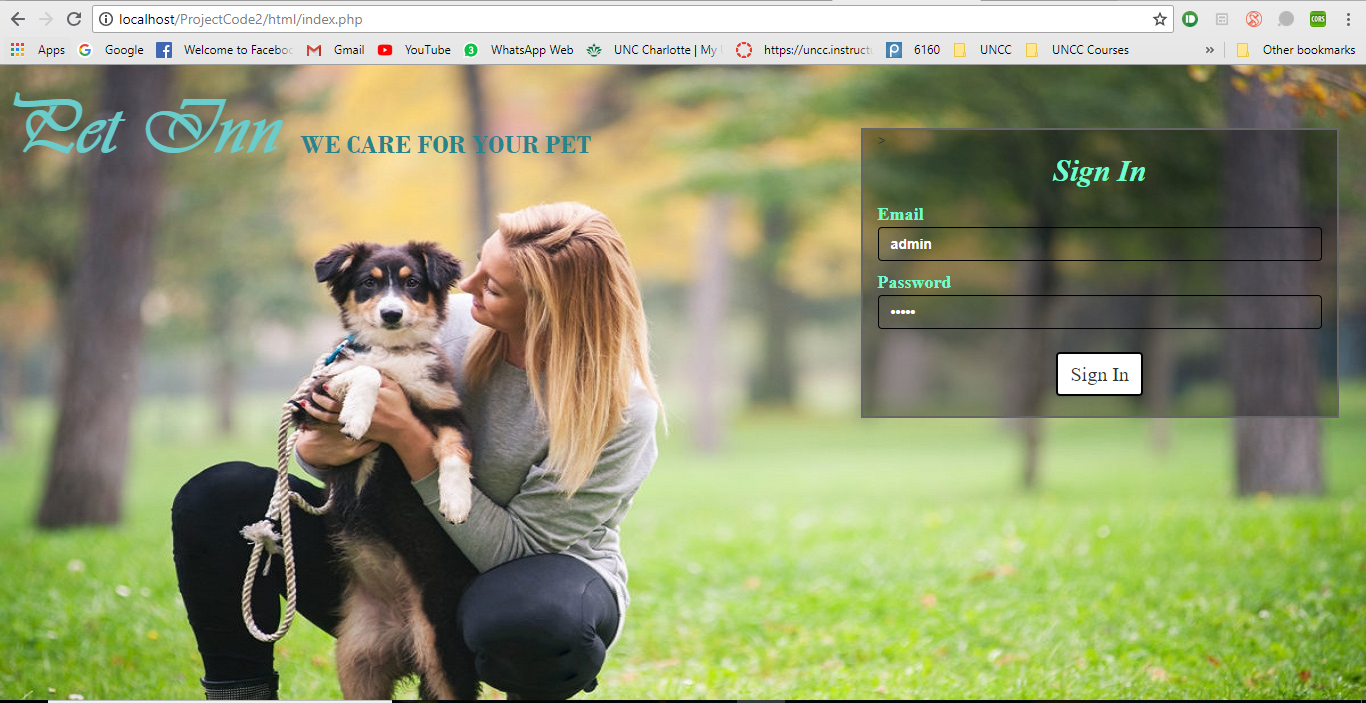 localhost/ProjectCode2/html/index.php
CORS
Apps Google Welcome to Faceboo Gmail YouTube 3 WhatsApp Web UNC Charlotte | My https://uncc.instructu 6160 UNCC UNCC Courses » Other bookmarks
Pet Inn WE CARE FOR YOUR PET
>
Sign In
Email
admin
Password
•••••
Sign In